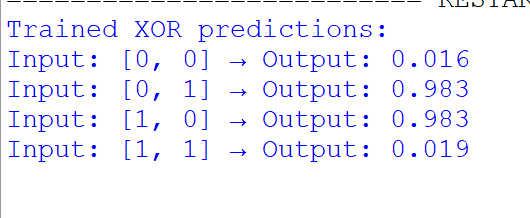 =========================== RESTAR
Trained XOR predictions:
Input: [0, 0] → Output: 0.016
Input: [0, 1] → Output: 0.983
Input: [1, 0] → Output: 0.983
Input: [1, 1] → Output: 0.019